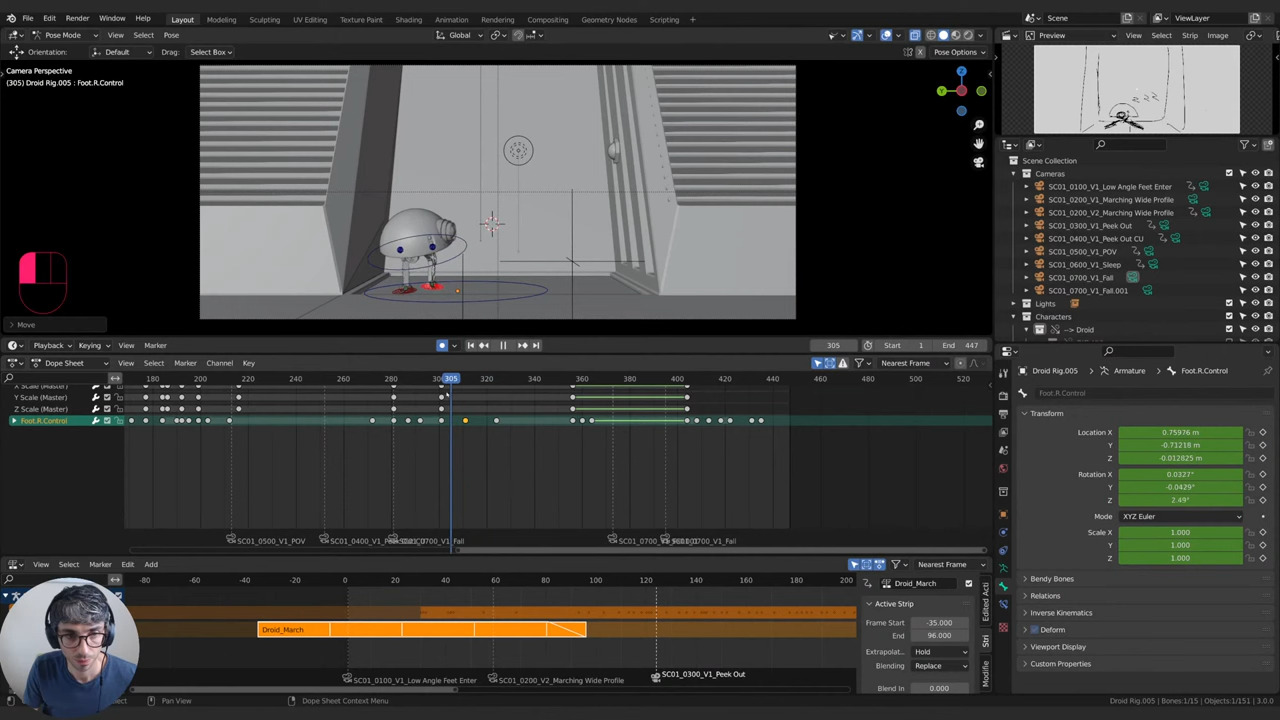 File Edit Render Window Help Layout Modeling Sculpting UV Editing Texture Paint Shading Animation Rendering Compositing Geometry Nodes Scripting + Scene ViewLayer
Pose Mode View Select Pose Global Preview View Select Strip Image
Orientation: Default Drag: Select Box X Pose Options
Camera Perspective
(305) Droid Rig.005 : Foot.R.Control
Z
Y
Scene Collection
Cameras
SC01_0100_V1_Low Angle Feet Enter
SC01_0200_V1_Marching Wide Profile
SC01_0200_V2_Marching Wide Profile
SC01_0300_V1_Peek Out
SC01_0400_V1_Peek Out CU
SC01_0500_V1_POV
SC01_0600_V1_Sleep
SC01_0700_V1_Fall
SC01_0700_V1_Fall.001
Lights
Characters
--> Droid
Move
Playback Keying View Marker 305 Start 1 End 447
Dope Sheet View Select Marker Channel Key Nearest Frame
180 200 220 240 260 280 305 320 340 360 380 400 420 440 460 480 500 520
Y Scale (Master)
Z Scale (Master)
Foot.R.Control
SC01_0500_V1_POV
Droid Rig.005 Armature Foot.R.Control
Foot.R.Control
Transform
Location X 0.75976 m
Y -0.71218 m
Z -0.012825 m
Rotation X 0.0327°
Y -0.0429°
Z 2.49°
Mode XYZ Euler
Scale X 1.000
Y 1.000
Z 1.000
Bendy Bones
Relations
Inverse Kinematics
Deform
Viewport Display
Custom Properties
View Select Marker Edit Add Nearest Frame
-80 -60 -40 -20 0 20 40 60 80 100 120 140 160 180 200
Droid_March
Droid_March
Active Strip
Frame Start -35.000
End 96.000
Extrapolat.. Hold
Blending Replace
Blend In 0.000
Edited Acti
Stri
Modifie
SC01_0100_V1_Low Angle Feet Enter
SC01_0200_V2_Marching Wide Profile
SC01_0300_V1_Peek Out
Pan View Dope Sheet Context Menu Droid Rig.005 | Bones:1/15 | Objects:1/151 | 3.0.0